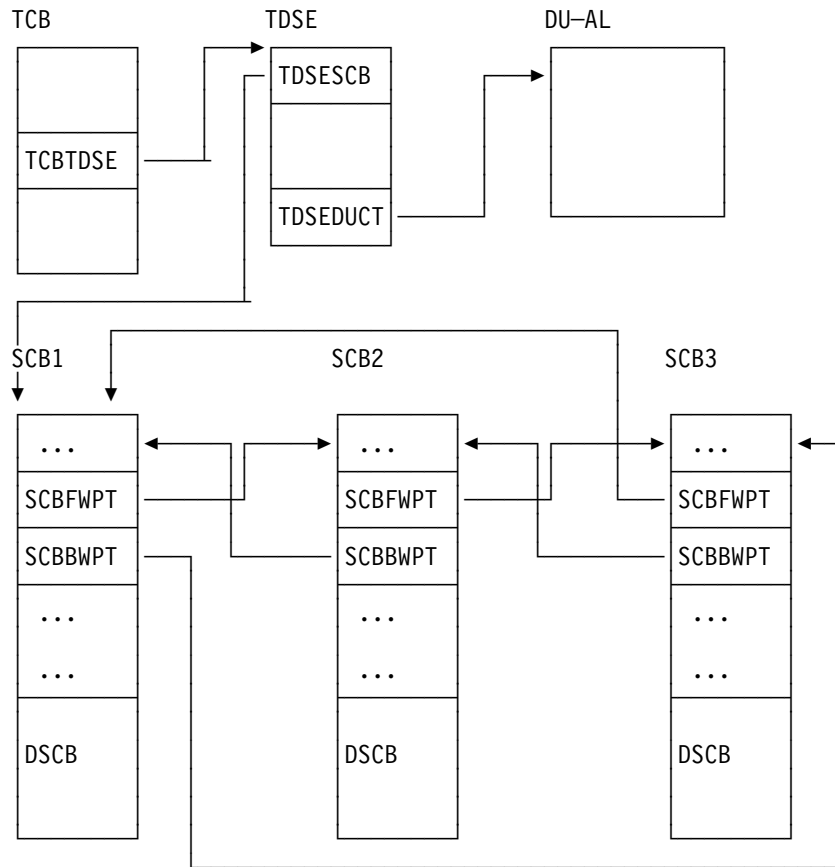 TCB TDSE DU–AL
TDSESCB
TCBTDSE
TDSEDUCT
SCB1 SCB2 SCB3
... ... ...
SCBFWPT SCBFWPT SCBFWPT
SCBBWPT SCBBWPT SCBBWPT
... ... ...
... ... ...
DSCB DSCB DSCB